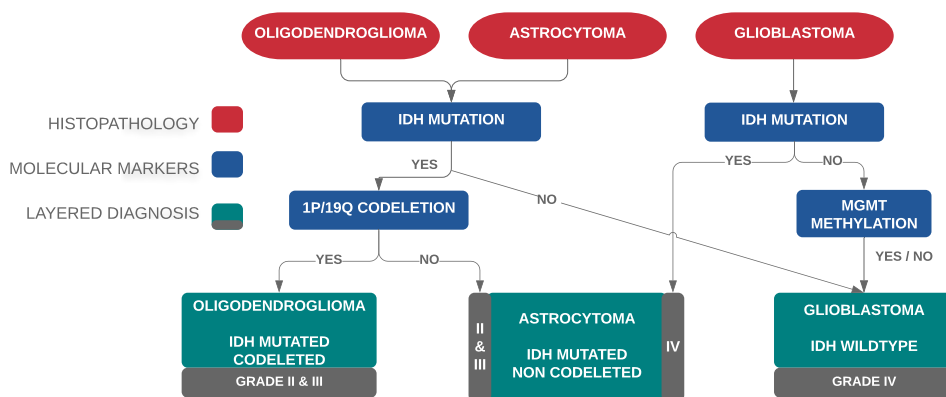 OLIGODENDROGLIOMA
ASTROCYTOMA
GLIOBLASTOMA
IDH MUTATION
IDH MUTATION
HISTOPATHOLOGY
MOLECULAR MARKERS
LAYERED DIAGNOSIS
YES
NO
YES
NO
1P/19Q CODELETION
MGMT
METHYLATION
YES
NO
YES / NO
OLIGODENDROGLIOMA
IDH MUTATED
CODELETED
GRADE II & III
II
&
III
ASTROCYTOMA
IDH MUTATED
NON CODELETED
IV
GLIOBLASTOMA
IDH WILDTYPE
GRADE IV